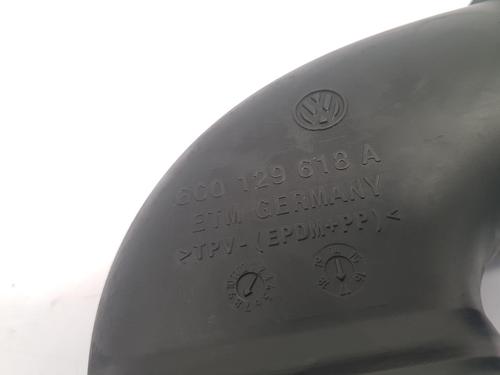 6C0 129 618 A
ETM GERMANY
>TPV-(EPDM+PP)<